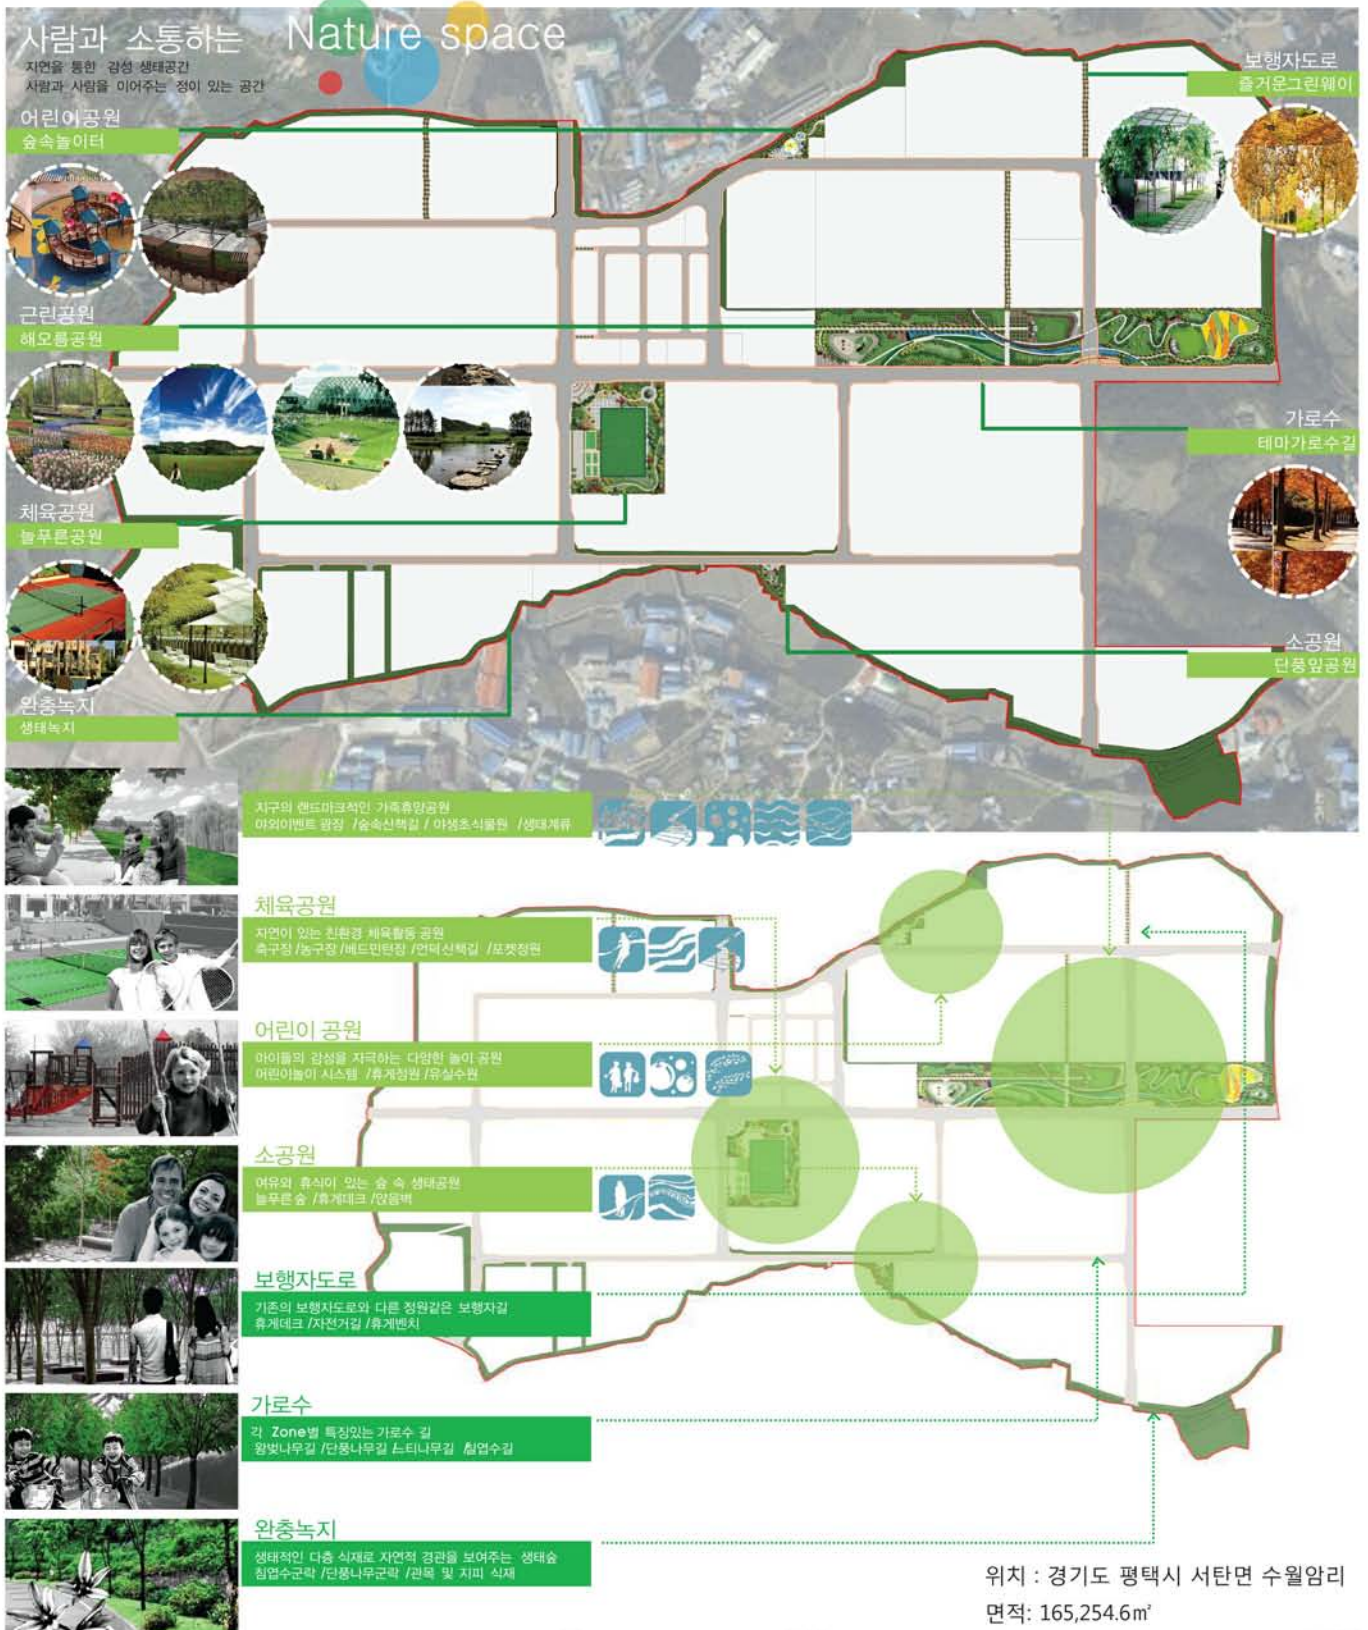 사람과 소통하는 Nature space
자연을 통한 감성 생태공간
사람과 사람을 이어주는 정이 있는 공간
어린이공원
숲속놀이터
근린공원
해오름공원
체육공원
늘푸른공원
완충녹지
생태녹지
보행자도로
즐거운그린웨이
가로수
테마가로수길
소공원
단풍잎공원
지구의 랜드마크적인 가족휴양공원
야외이벤트 광장 /숲속산책길 / 야생초식물원 /생태계류
체육공원
자연이 있는 친환경 체육활동 공원
축구장 /농구장 /베드민턴장 /언덕산책길 /포켓정원
어린이 공원
아이들의 감성을 자극하는 다양한 놀이 공원
어린이놀이 시스템 /휴게정원 /유실수원
소공원
여유와 휴식이 있는 숲 속 생태공원
늘푸른숲 /휴게데크 /앉음벽
보행자도로
기존의 보행자도로와 다른 정원같은 보행자길
휴게데크 /자전거길 /휴게벤치
가로수
각 Zone별 특징있는 가로수 길
왕벚나무길 /단풍나무길 /느티나무길 /칠엽수길
완충녹지
생태적인 다층 식재로 자연적 경관을 보여주는 생태숲
침엽수군락 /단풍나무군락 /관목 및 지피 식재
위치 : 경기도 평택시 서탄면 수월암리
면적: 165,254.6㎡